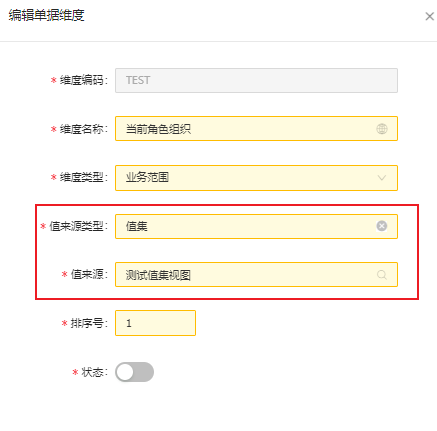 编辑单据维度
* 维度编码： TEST
* 维度名称： 当前角色组织
* 维度类型： 业务范围
* 值来源类型： 值集
* 值来源： 测试值集视图
* 排序号： 1
* 状态：